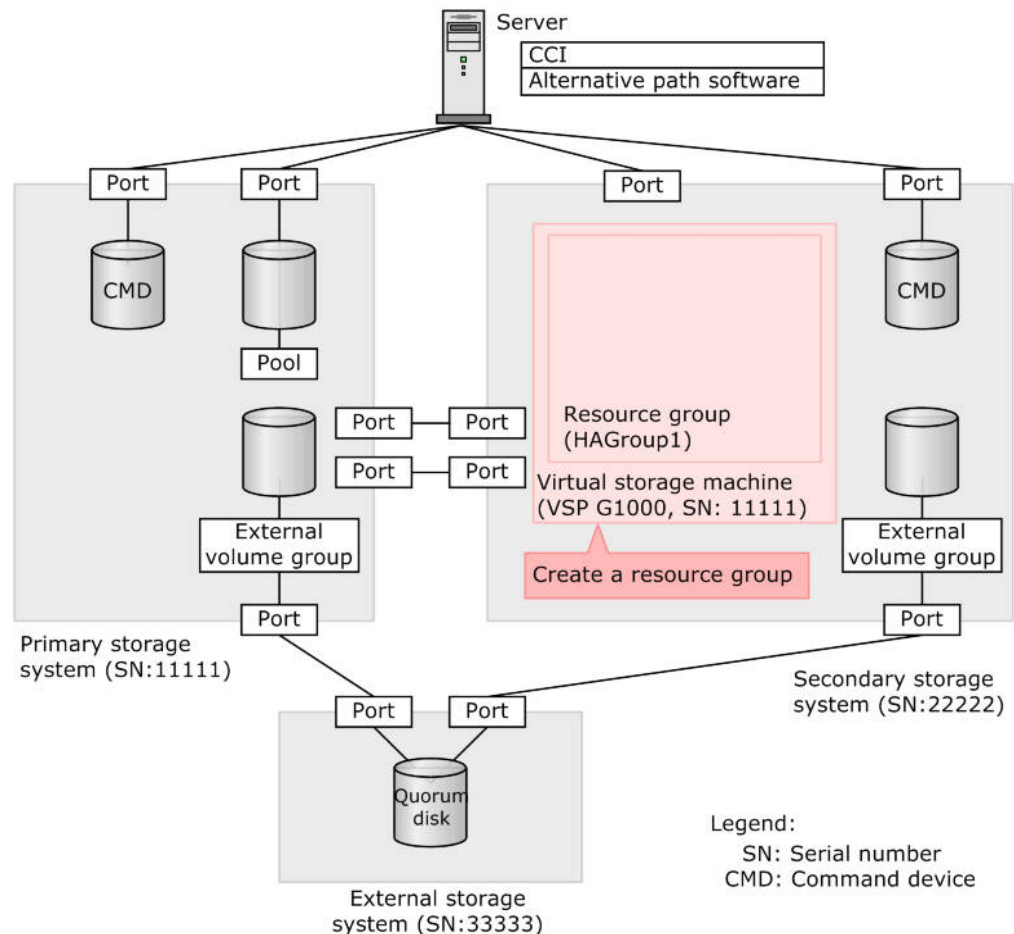 Server
CCI
Alternative path software
Port
Port
Port
Port
CMD
CMD
Pool
Port
Port
Resource group
(HAGroup1)
Port
Port
Virtual storage machine
(VSP G1000, SN: 11111)
External
volume group
External
volume group
Create a resource group
Port
Port
Primary storage
system (SN:11111)
Secondary storage
system (SN:22222)
Port
Port
Quorum
disk
Legend:
SN: Serial number
CMD: Command device
External storage
system (SN:33333)